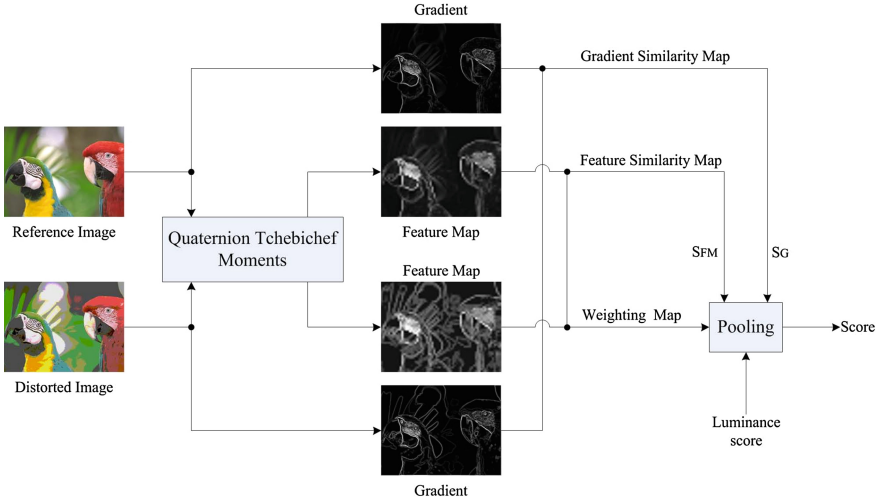 Gradient
Gradient Similarity Map
Feature Similarity Map
Reference Image
Quaternion Tchebichef
Moments
Feature Map
Feature Map
SFM
SG
Weighting Map
Pooling
Score
Distorted Image
Luminance
score
Gradient